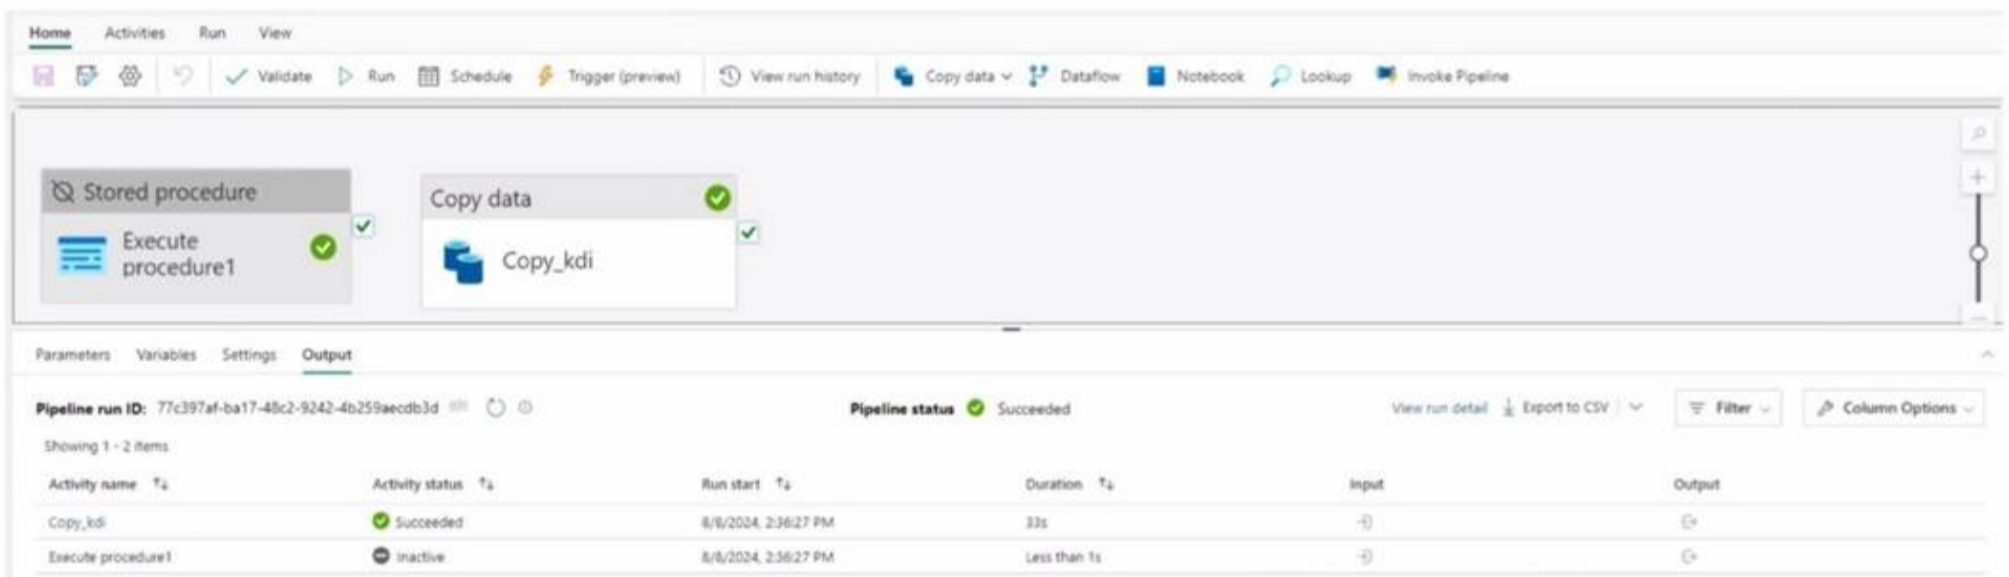 Home Activities Run View
Validate Run Schedule Trigger (preview) View run history Copy data Dataflow Notebook Lookup Invoke Pipeline
Stored procedure
Execute
procedure1
Copy data
Copy_kdi
Parameters Variables Settings Output
Pipeline run ID: 77c397af-ba17-48c2-9242-4b259aecdb3d Pipeline status Succeeded View run detail Export to CSV Filter Column Options
Showing 1 - 2 items
Activity name Activity status Run start Duration Input Output
Copy_kdi Succeeded 8/8/2024, 2:36:27 PM 33s
Execute procedure1 Inactive 8/8/2024, 2:36:27 PM Less than 1s